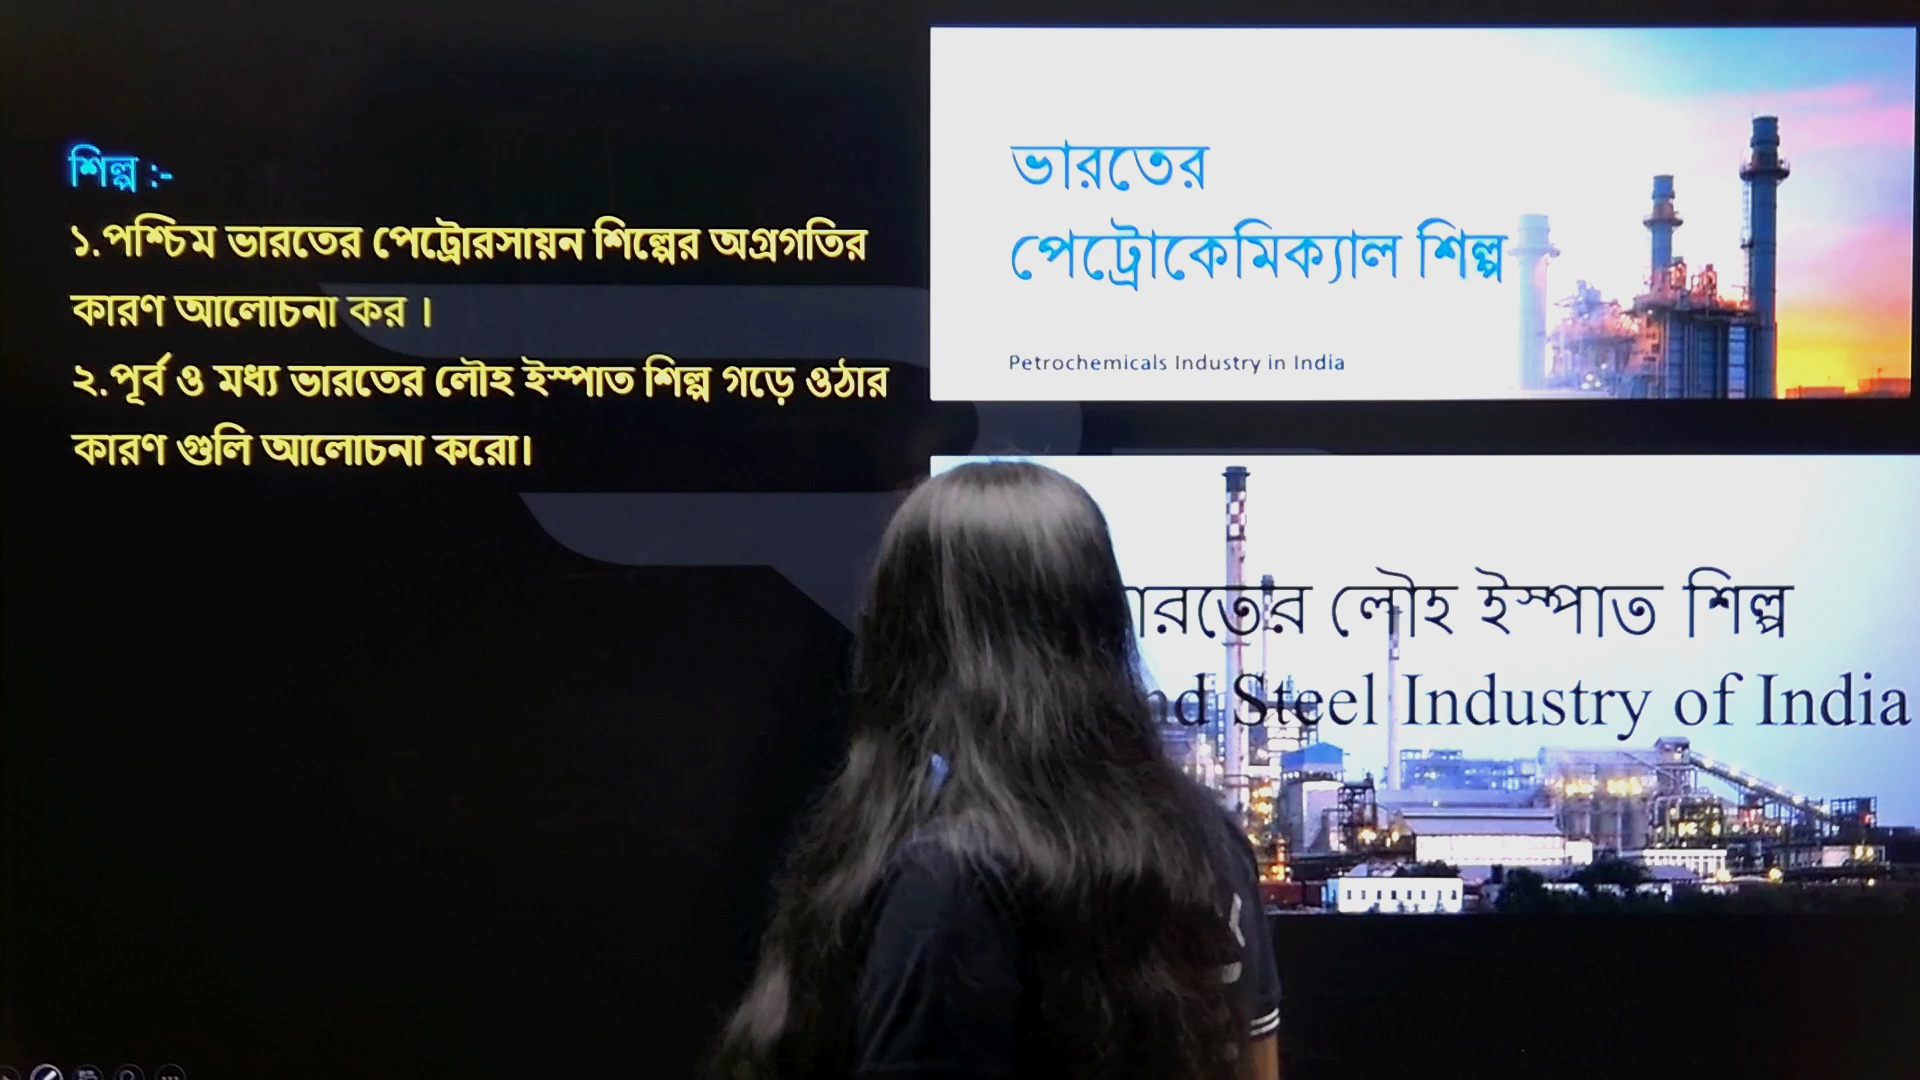 শিল্প :-
১.পশ্চিম ভারতের পেট্রোরসায়ন শিল্পের অগ্রগতির
কারণ আলোচনা কর ।
২.পূর্ব ও মধ্য ভারতের লৌহ ইস্পাত শিল্প গড়ে ওঠার
কারণ গুলি আলোচনা করো।
ভারতের
পেট্রোকেমিক্যাল শিল্প
Petrochemicals Industry in India
লৌহ ইস্পাত শিল্প
Steel Industry of India